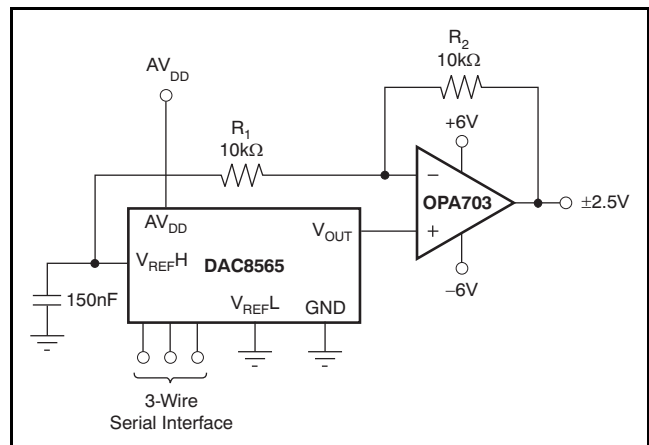 R2
10kΩ
AVDD
+6V
R1
10kΩ
−
OPA703
±2.5V
AVDD
VOUT
+
VREFH
DAC8565
−6V
150nF
VREFL
GND
3-Wire
Serial Interface